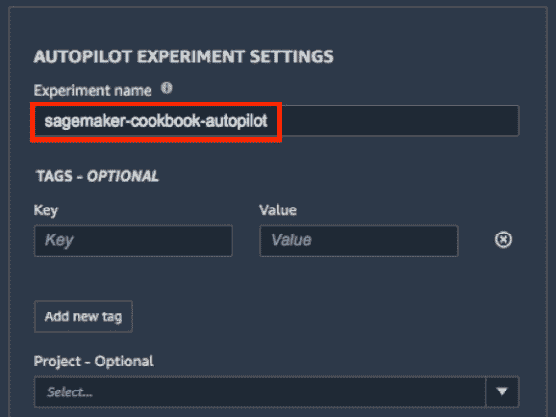 AUTOPILOT EXPERIMENT SETTINGS
Experiment name
sagemaker-cookbook-autopilot
TAGS - OPTIONAL
Key Value
Key Value
Add new tag
Project - Optional
Select...